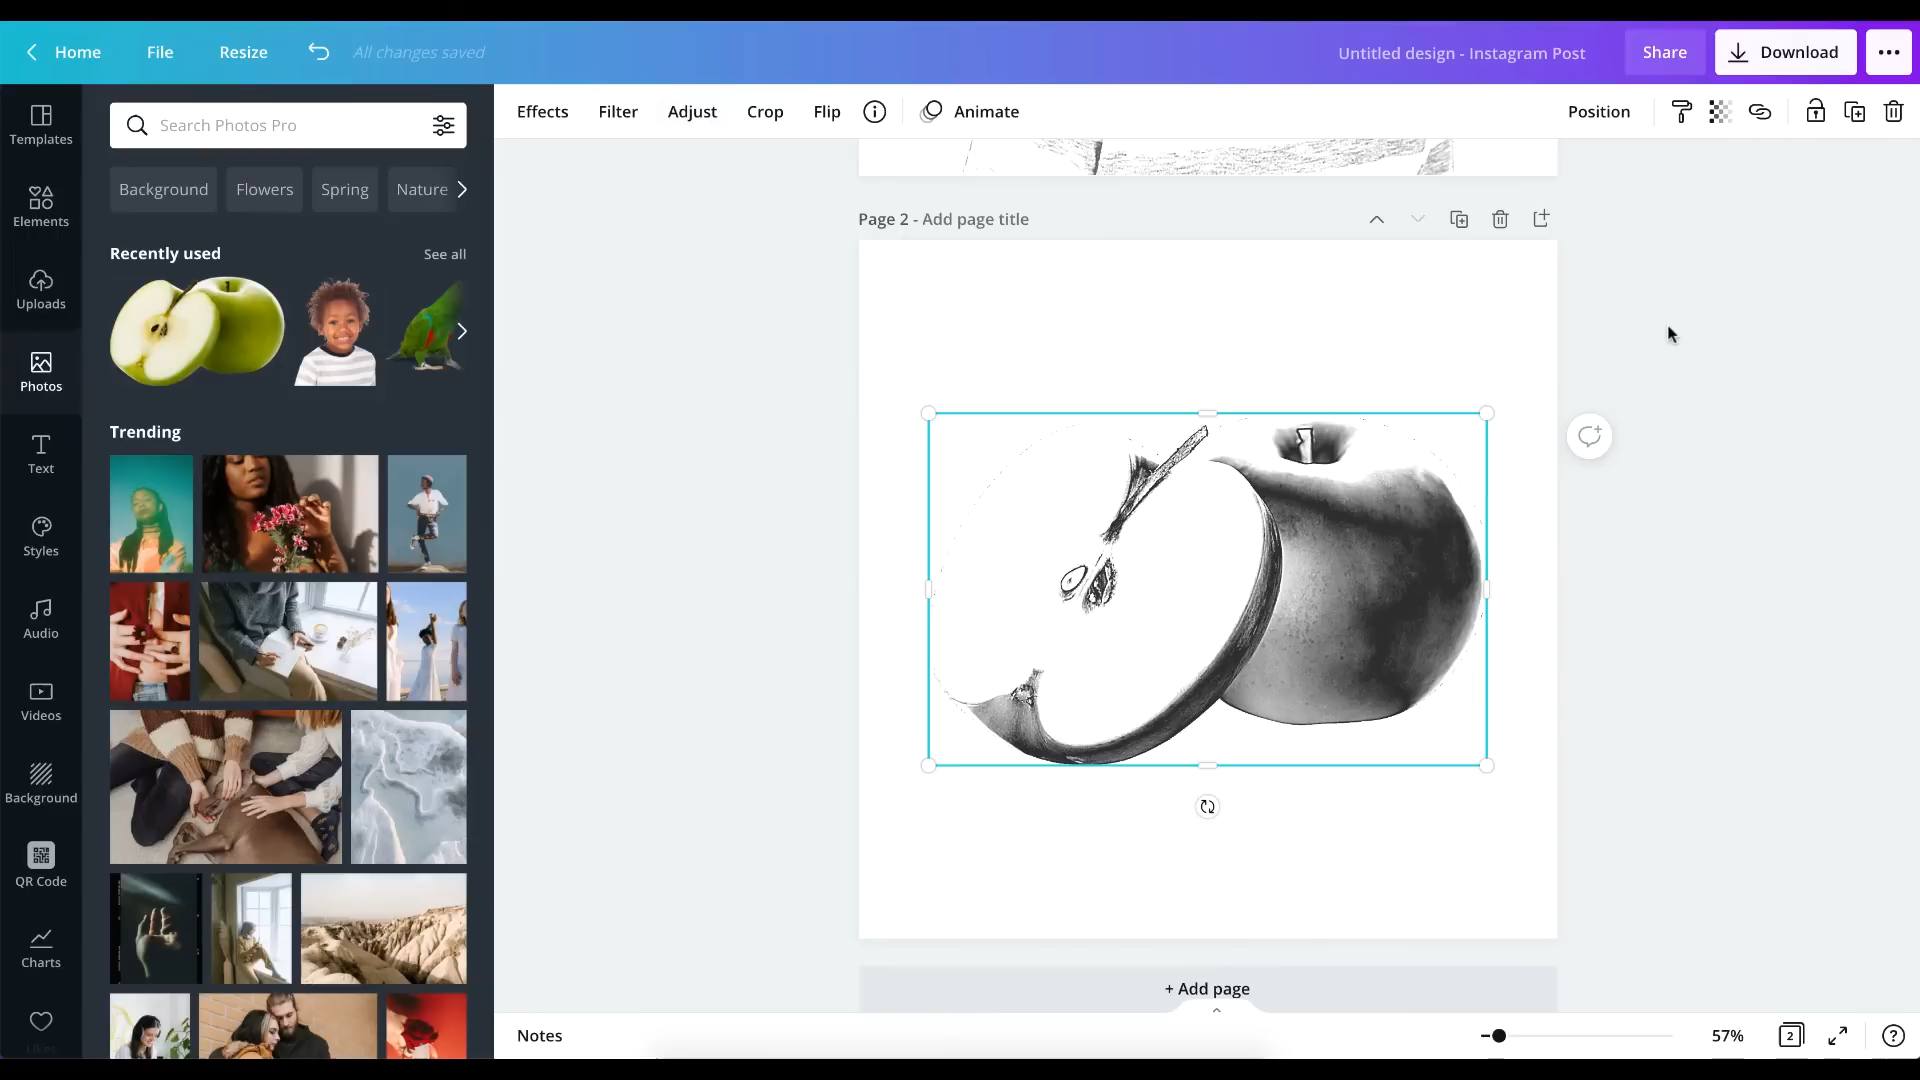 Home
File
Resize
All changes saved
Untitled design - Instagram Post
Share
Download
Templates
Elements
Uploads
Photos
Text
Styles
Audio
Videos
Background
QR Code
Charts
Likes
Search Photos Pro
Background
Flowers
Spring
Nature
Recently used
See all
Trending
Effects
Filter
Adjust
Crop
Flip
Animate
Position
Page 2 - Add page title
+ Add page
Notes
57%
2